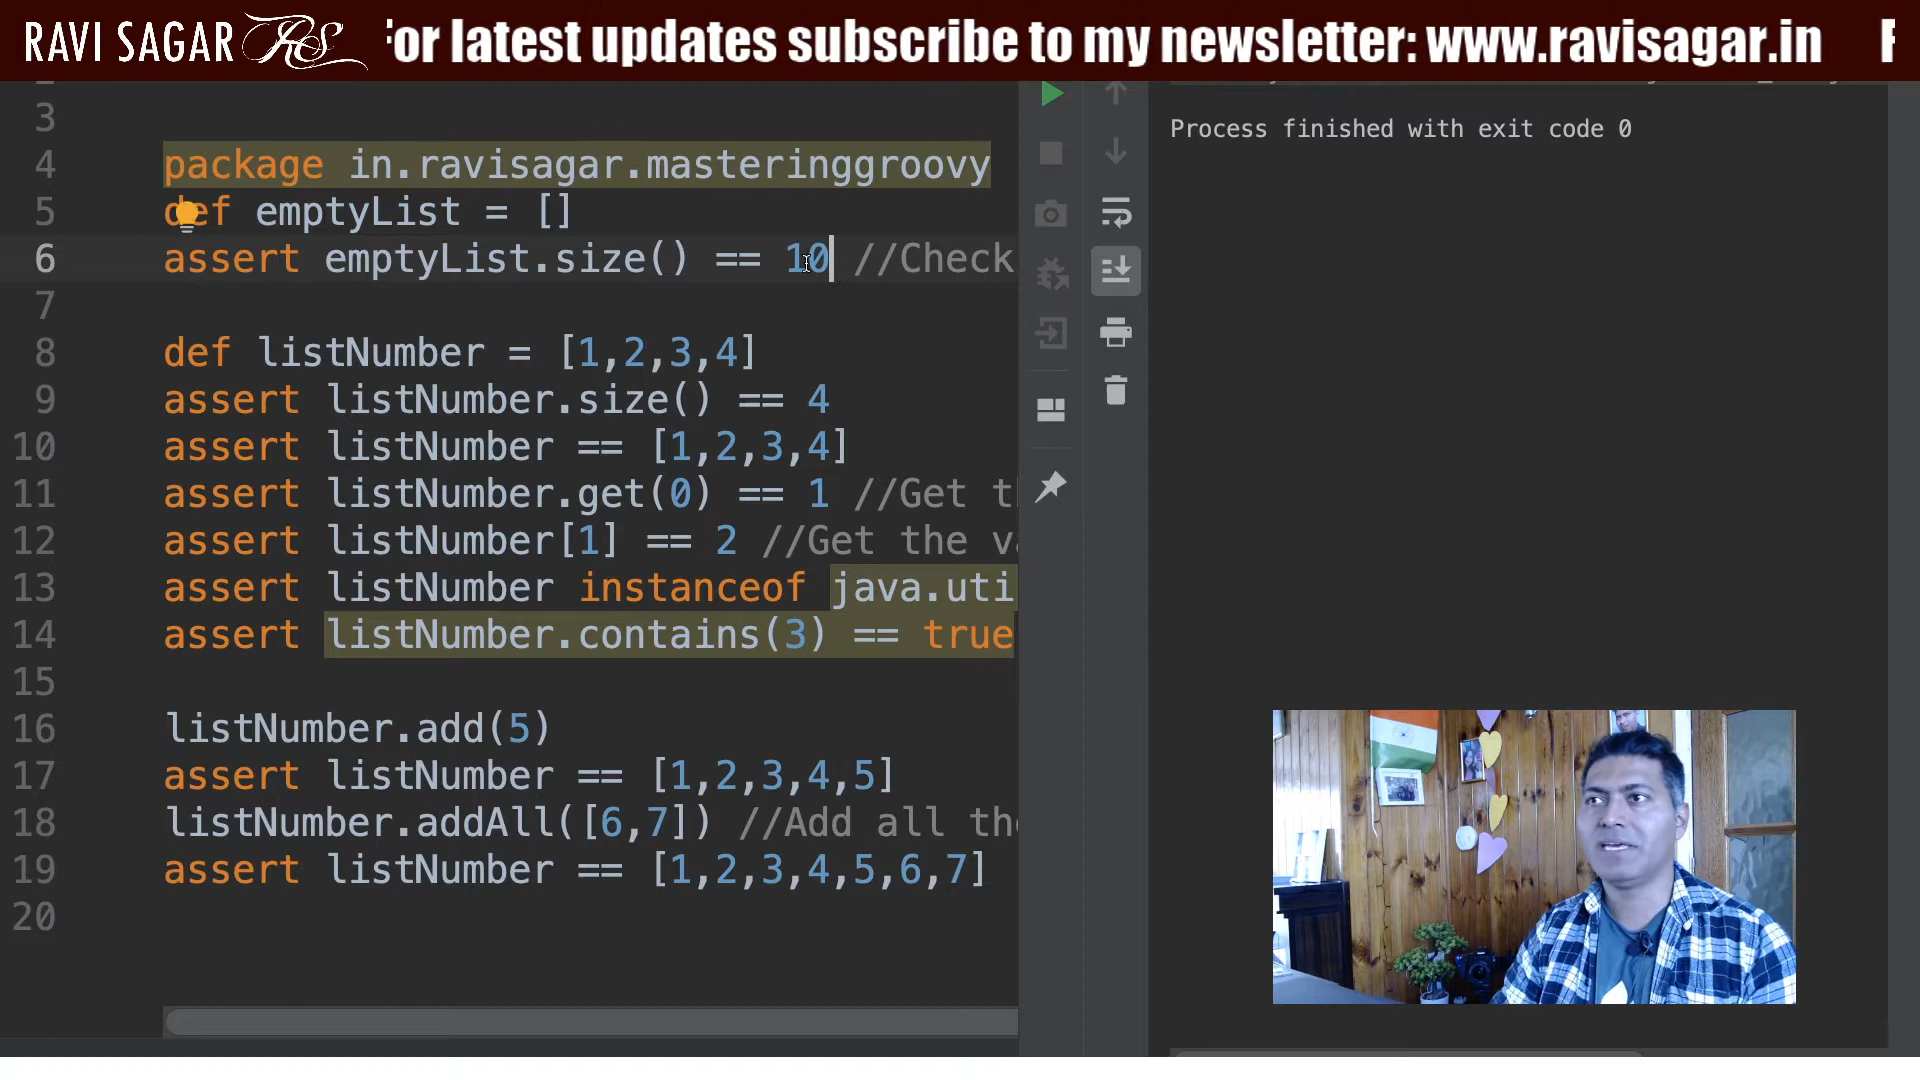 RAVI SAGAR RS
For latest updates subscribe to my newsletter: www.ravisagar.in
3
4 package in.ravisagar.masteringgroovy
5 def emptyList = []
6 assert emptyList.size() == 10 //Check
7
8 def listNumber = [1,2,3,4]
9 assert listNumber.size() == 4
10 assert listNumber == [1,2,3,4]
11 assert listNumber.get(0) == 1 //Get th
12 assert listNumber[1] == 2 //Get the va
13 assert listNumber instanceof java.uti
14 assert listNumber.contains(3) == true
15
16 listNumber.add(5)
17 assert listNumber == [1,2,3,4,5]
18 listNumber.addAll([6,7]) //Add all the
19 assert listNumber == [1,2,3,4,5,6,7]
20
Process finished with exit code 0